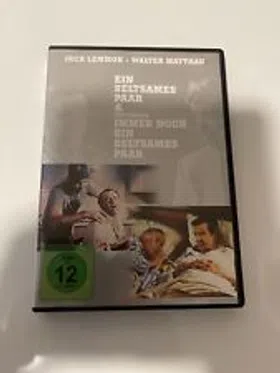 JACK LEMMON • WALTER MATTHAU
EIN
SELTSAMES
PAAR
&
IMMER NOCH
EIN
SELTSAMES
PAAR
12